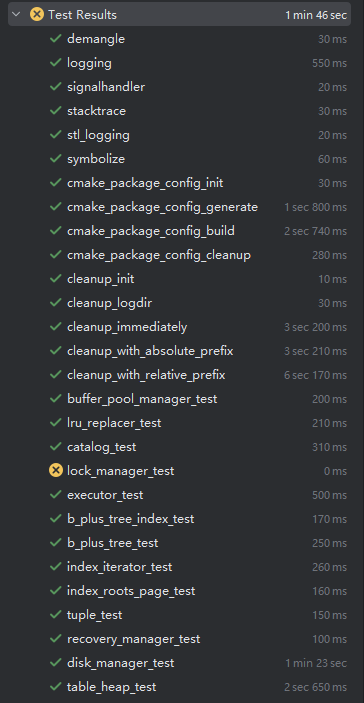 Test Results 1 min 46 sec
demangle 30 ms
logging 550 ms
signalhandler 20 ms
stacktrace 30 ms
stl_logging 20 ms
symbolize 60 ms
cmake_package_config_init 30 ms
cmake_package_config_generate 1 sec 800 ms
cmake_package_config_build 2 sec 740 ms
cmake_package_config_cleanup 280 ms
cleanup_init 10 ms
cleanup_logdir 30 ms
cleanup_immediately 3 sec 200 ms
cleanup_with_absolute_prefix 3 sec 210 ms
cleanup_with_relative_prefix 6 sec 170 ms
buffer_pool_manager_test 200 ms
lru_replacer_test 210 ms
catalog_test 310 ms
lock_manager_test 0 ms
executor_test 500 ms
b_plus_tree_index_test 170 ms
b_plus_tree_test 250 ms
index_iterator_test 260 ms
index_roots_page_test 160 ms
tuple_test 150 ms
recovery_manager_test 100 ms
disk_manager_test 1 min 23 sec
table_heap_test 2 sec 650 ms